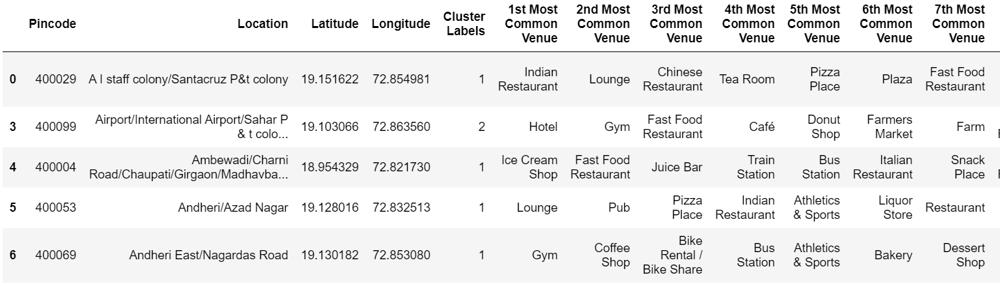 Pincode Location Latitude Longitude Cluster Labels 1st Most Common Venue 2nd Most Common Venue 3rd Most Common Venue 4th Most Common Venue 5th Most Common Venue 6th Most Common Venue 7th Most Common Venue
0 400029 A I staff colony/Santacruz P&t colony 19.151622 72.854981 1 Indian Restaurant Lounge Chinese Restaurant Tea Room Pizza Place Plaza Fast Food Restaurant
3 400099 Airport/International Airport/Sahar P & t colo... 19.103066 72.863560 2 Hotel Gym Fast Food Restaurant Café Donut Shop Farmers Market Farm
4 400004 Ambewadi/Charni Road/Chaupati/Girgaon/Madhavba... 18.954329 72.821730 1 Ice Cream Shop Fast Food Restaurant Juice Bar Train Station Bus Station Italian Restaurant Snack Place
5 400053 Andheri/Azad Nagar 19.128016 72.832513 1 Lounge Pub Pizza Place Indian Restaurant Athletics & Sports Liquor Store Restaurant
6 400069 Andheri East/Nagardas Road 19.130182 72.853080 1 Gym Coffee Shop Bike Rental / Bike Share Bus Station Athletics & Sports Bakery Dessert Shop